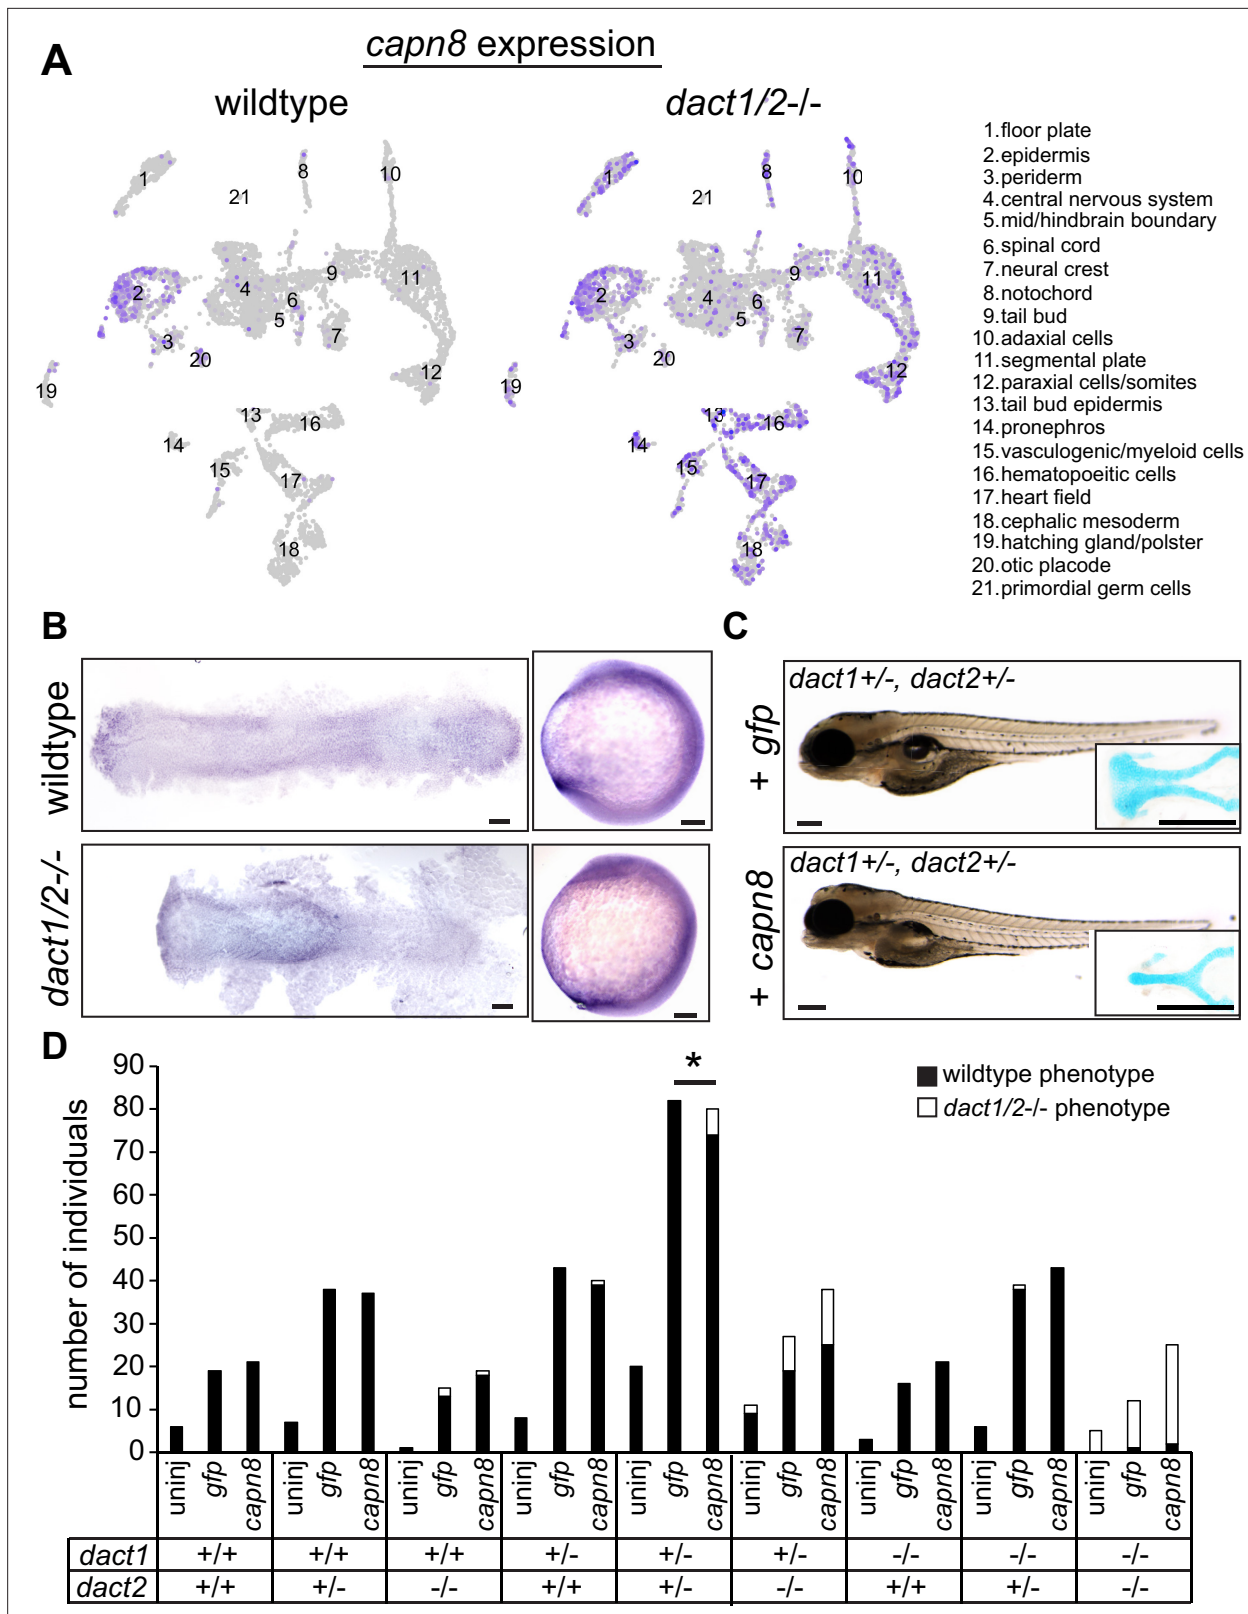 A
capn8 expression
wildtype
dact1/2-/-
1
8
10
21
2
4
9
11
6
5
7
3
20
12
19
13
16
14
15
17
18
1
8
10
21
2
4
9
11
6
5
7
3
20
12
19
13
16
14
15
17
18
1.floor plate
2.epidermis
3.periderm
4.central nervous system
5.mid/hindbrain boundary
6.spinal cord
7.neural crest
8.notochord
9.tail bud
10.adaxial cells
11.segmental plate
12.paraxial cells/somites
13.tail bud epidermis
14.pronephros
15.vasculogenic/myeloid cells
16.hematopoeitic cells
17.heart field
18.cephalic mesoderm
19.hatching gland/polster
20.otic placode
21.primordial germ cells
B
wildtype
dact1/2-/-
C
+ gfp
dact1+/-, dact2+/-
+ capn8
dact1+/-, dact2+/-
D
number of individuals
90
80
70
60
50
40
30
20
10
0
*
wildtype phenotype
dact1/2-/- phenotype
uninj gfp capn8 uninj gfp capn8 uninj gfp capn8 uninj gfp capn8 uninj gfp capn8 uninj gfp capn8 uninj gfp capn8 uninj gfp capn8 uninj gfp capn8
dact1 +/+ +/+ +/+ +/- +/- +/- -/- -/- -/-
dact2 +/+ +/- -/- +/+ +/- -/- +/+ +/- -/-